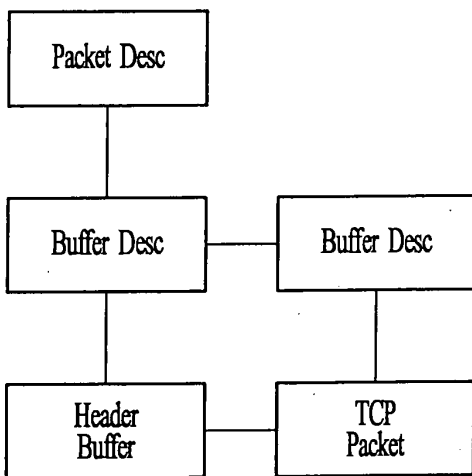 Packet Desc
Buffer Desc
Buffer Desc
Header
Buffer
TCP
Packet